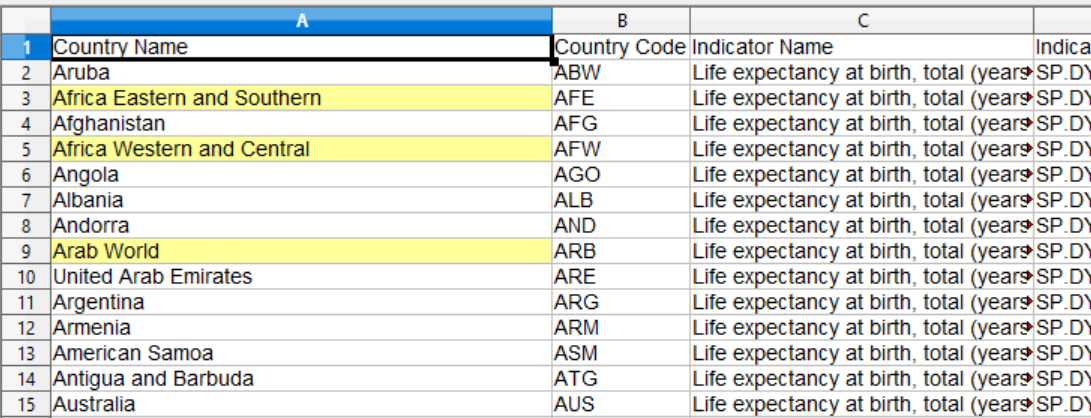 A B C
1 Country Name Country Code Indicator Name Indica
2 Aruba ABW Life expectancy at birth, total (years SP.DY
3 Africa Eastern and Southern AFE Life expectancy at birth, total (years SP.DY
4 Afghanistan AFG Life expectancy at birth, total (years SP.DY
5 Africa Western and Central AFW Life expectancy at birth, total (years SP.DY
6 Angola AGO Life expectancy at birth, total (years SP.DY
7 Albania ALB Life expectancy at birth, total (years SP.DY
8 Andorra AND Life expectancy at birth, total (years SP.DY
9 Arab World ARB Life expectancy at birth, total (years SP.DY
10 United Arab Emirates ARE Life expectancy at birth, total (years SP.DY
11 Argentina ARG Life expectancy at birth, total (years SP.DY
12 Armenia ARM Life expectancy at birth, total (years SP.DY
13 American Samoa ASM Life expectancy at birth, total (years SP.DY
14 Antigua and Barbuda ATG Life expectancy at birth, total (years SP.DY
15 Australia AUS Life expectancy at birth, total (years SP.DY